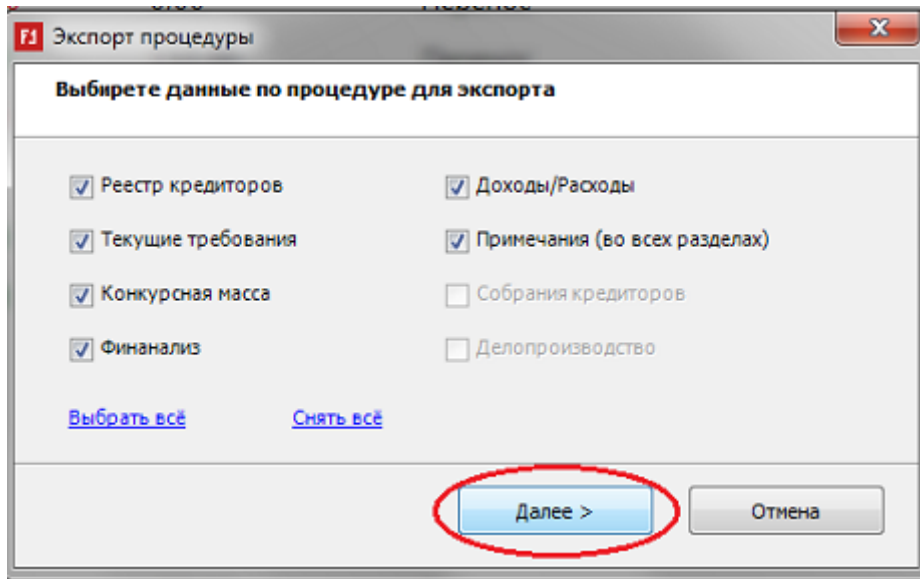 Экспорт процедуры
Выбирете данные по процедуре для экспорта
Реестр кредиторов
Доходы/Расходы
Текущие требования
Примечания (во всех разделах)
Конкурсная масса
Собрания кредиторов
Финанализ
Делопроизводство
Выбрать всё
Снять всё
Далее >
Отмена